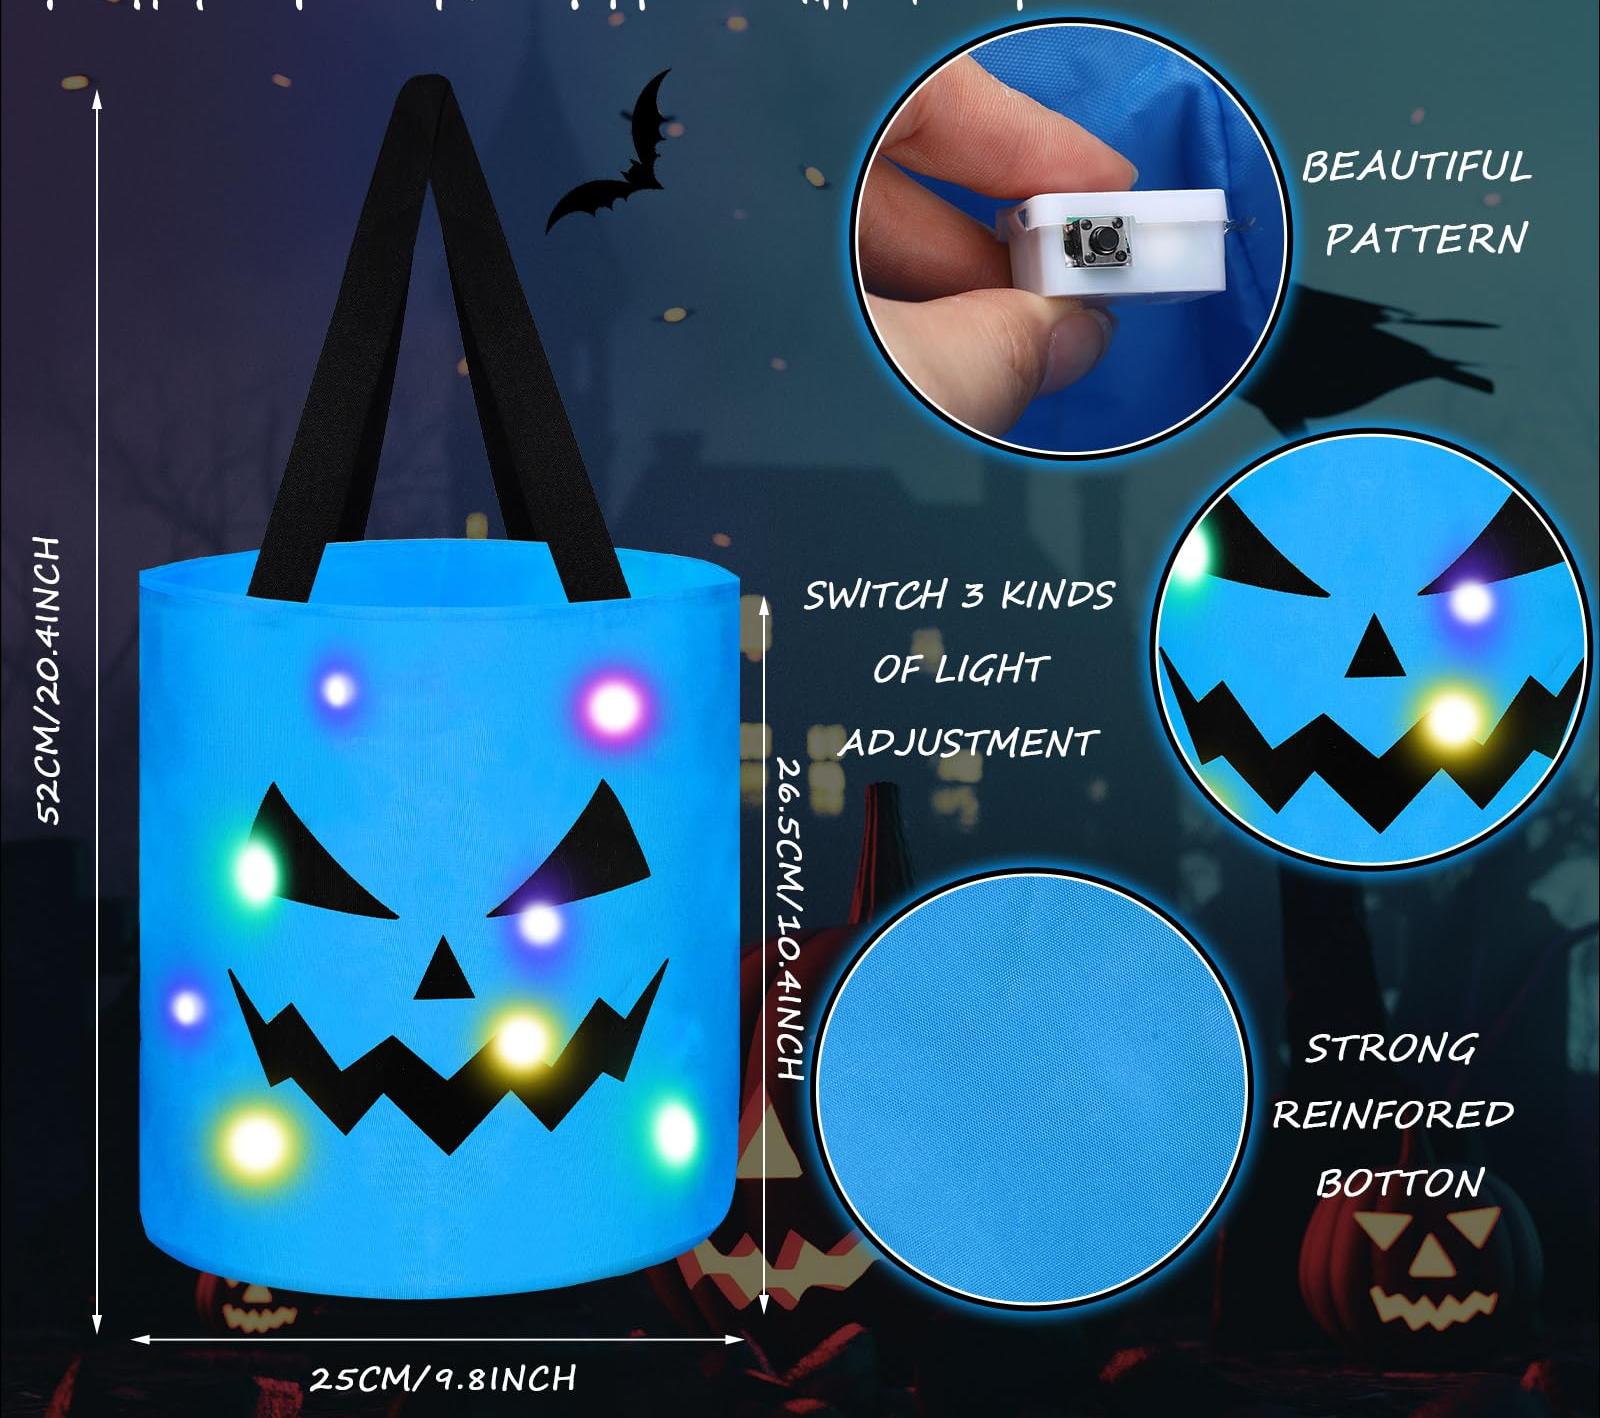 BEAUTIFUL
PATTERN
52CM/20.4INCH
SWITCH 3 KINDS
OF LIGHT
ADJUSTMENT
26.5CM/10.4INCH
STRONG
REINFORED
BOTTON
25CM/9.8INCH